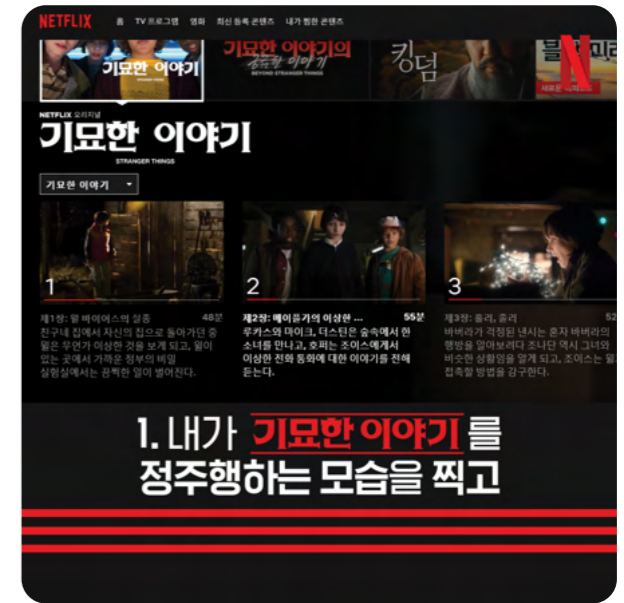 NETFLIX 홈 TV 프로그램 영화 최신 등록 콘텐츠 내가 찜한 콘텐츠
기묘한 이야기
기묘한 이야기의
BEYOND STRANGER THINGS
킹덤
N
새로운
NETFLIX 오리지널
기묘한 이야기
STRANGER THINGS
기묘한 이야기
1
2
3
제1장: 윌 바이어스의 실종 48분
친구네 집에서 자신의 집으로 돌아가던 중
윌은 무언가 이상한 것을 보게 되고, 윌이
있는 곳에서 가까운 정부의 비밀
실험실에서는 끔찍한 일이 벌어진다.
제2장: 메이플가의 이상한 ... 55분
루카스와 마이크, 더스틴은 숲속에서 한
소녀를 만나고, 호퍼는 조이스에게서
이상한 전화 통화에 대한 이야기를 전해
듣는다.
제3장: 홀리, 졸리 52
바버라가 걱정된 낸시는 혼자 바버라의
행방을 알아보려다 조나단 역시 그녀와
비슷한 상황임을 알게 되고, 조이스는 윌
접촉할 방법을 강구한다.
1. 내가 기묘한 이야기를
정주행하는 모습을 찍고